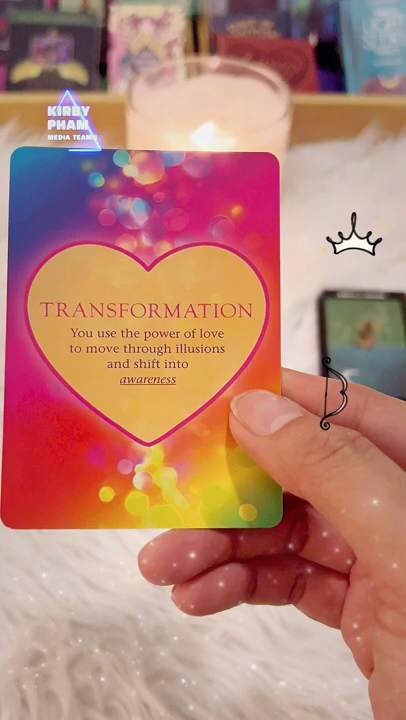 KIRBY
PHAM
MEDIA TEAM
TRANSFORMATION
You use the power of love
to move through illusions
and shift into
awareness